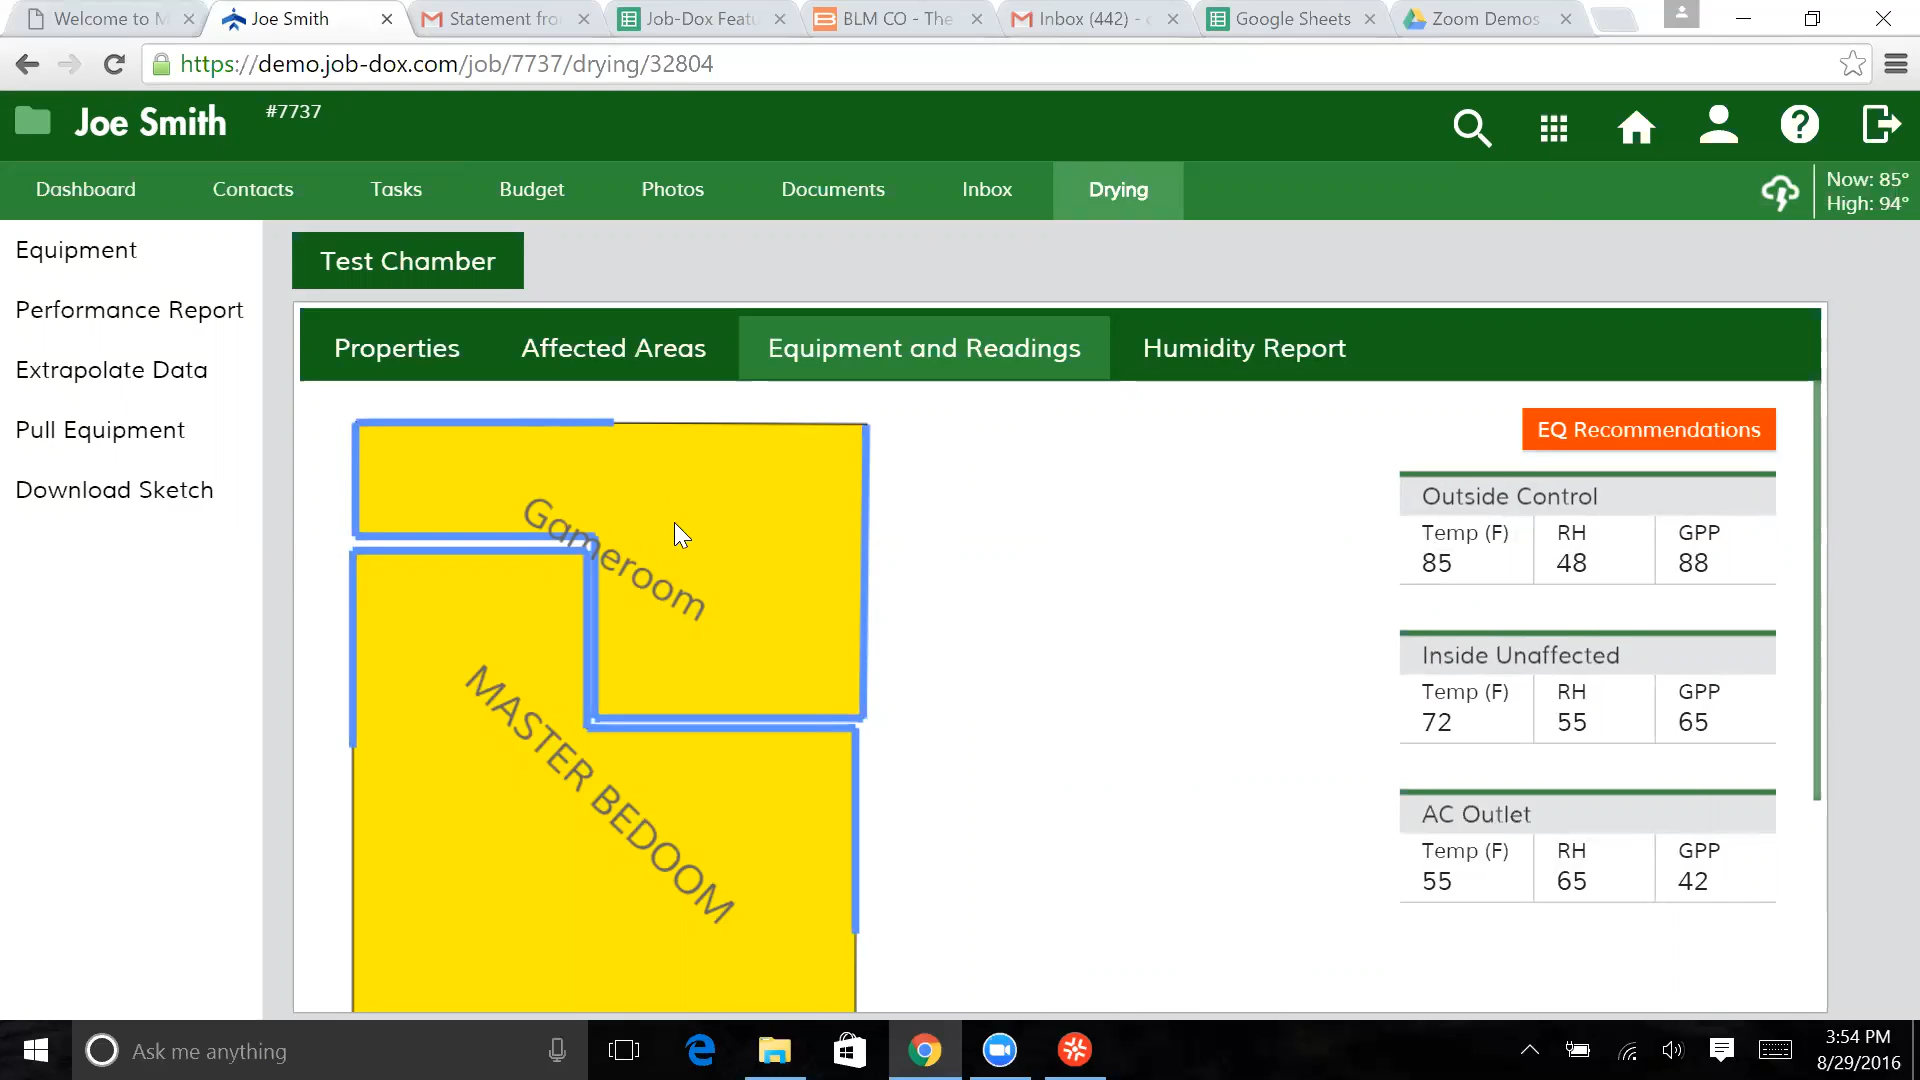 Welcome to M
Joe Smith
Statement fro
Job-Dox Featu
BLM CO - The
Inbox (442) - c
Google Sheets
Zoom Demos
https://demo.job-dox.com/job/7737/drying/32804
Joe Smith #7737
Dashboard Contacts Tasks Budget Photos Documents Inbox Drying
Now: 85°
High: 94°
Equipment
Performance Report
Extrapolate Data
Pull Equipment
Download Sketch
Test Chamber
Properties Affected Areas Equipment and Readings Humidity Report
EQ Recommendations
Gameroom
MASTER BEDOOM
Outside Control
Temp (F) RH GPP
85 48 88
Inside Unaffected
Temp (F) RH GPP
72 55 65
AC Outlet
Temp (F) RH GPP
55 65 42
Ask me anything
3:54 PM
8/29/2016